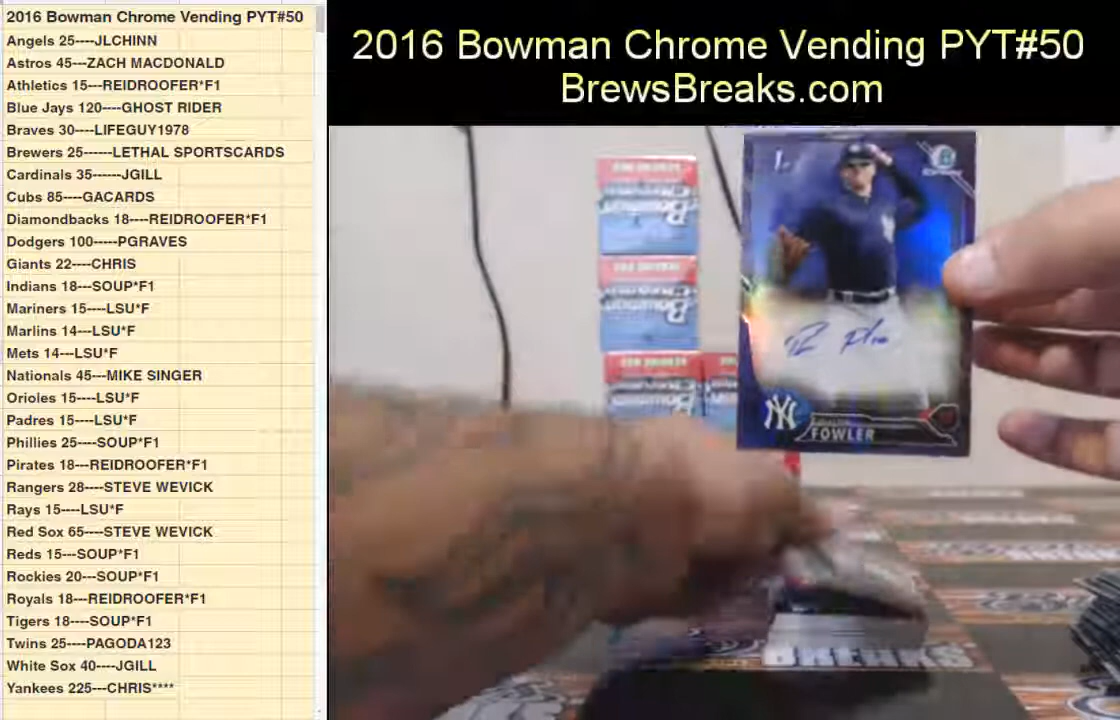 2016 Bowman Chrome Vending PYT#50
Angels 25---JLCHINN
Astros 45---ZACH MACDONALD
Athletics 15---REIDROOFER*F1
Blue Jays 120----GHOST RIDER
Braves 30----LIFEGUY1978
Brewers 25------LETHAL SPORTSCARDS
Cardinals 35------JGILL
Cubs 85----GACARDS
Diamondbacks 18----REIDROOFER*F1
Dodgers 100-----PGRAVES
Giants 22----CHRIS
Indians 18---SOUP*F1
Mariners 15----LSU*F
Marlins 14---LSU*F
Mets 14---LSU*F
Nationals 45---MIKE SINGER
Orioles 15----LSU*F
Padres 15----LSU*F
Phillies 25----SOUP*F1
Pirates 18---REIDROOFER*F1
Rangers 28----STEVE WEVICK
Rays 15----LSU*F
Red Sox 65----STEVE WEVICK
Reds 15---SOUP*F1
Rockies 20---SOUP*F1
Royals 18---REIDROOFER*F1
Tigers 18----SOUP*F1
Twins 25----PAGODA123
White Sox 40----JGILL
Yankees 225---CHRIS****
2016 Bowman Chrome Vending PYT#50
BrewsBreaks.com
1st
NY
FOWLER
Bowman
Bowman
Bowman
BREAKS